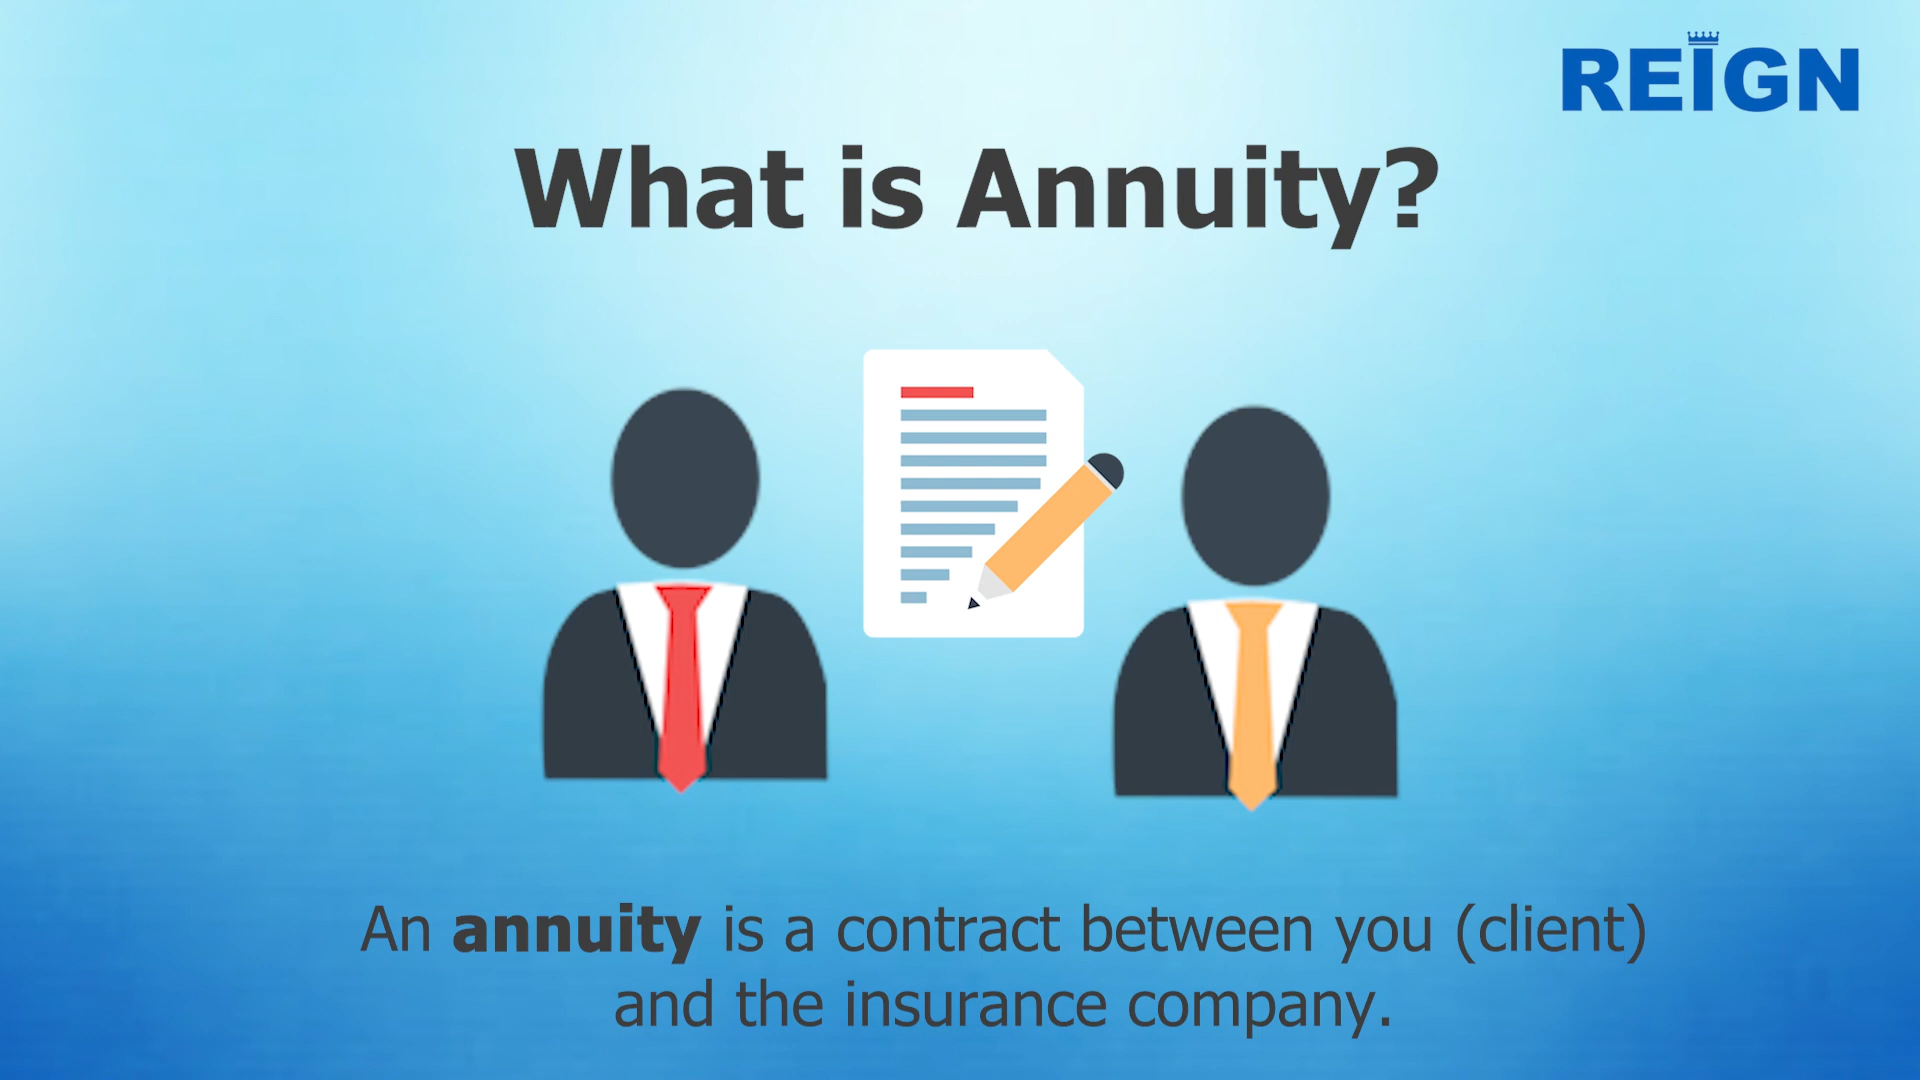 REIGN
What is Annuity?
An annuity is a contract between you (client)
and the insurance company.